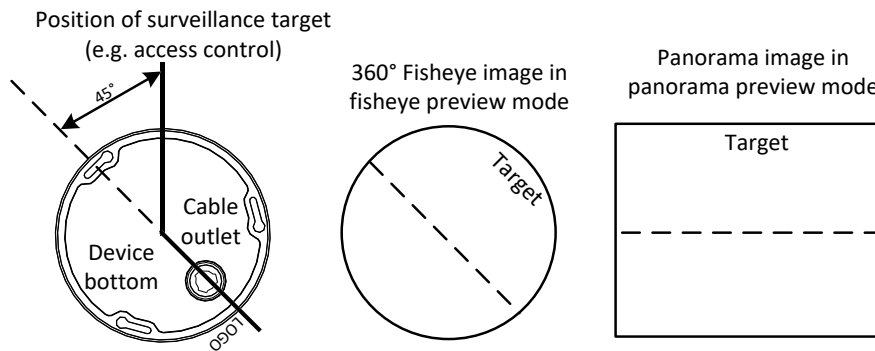 Position of surveillance target
(e.g. access control)
45°
Cable
outlet
Device
bottom
LOGO
360° Fisheye image in
fisheye preview mode
Target
Panorama image in
panorama preview mode
Target